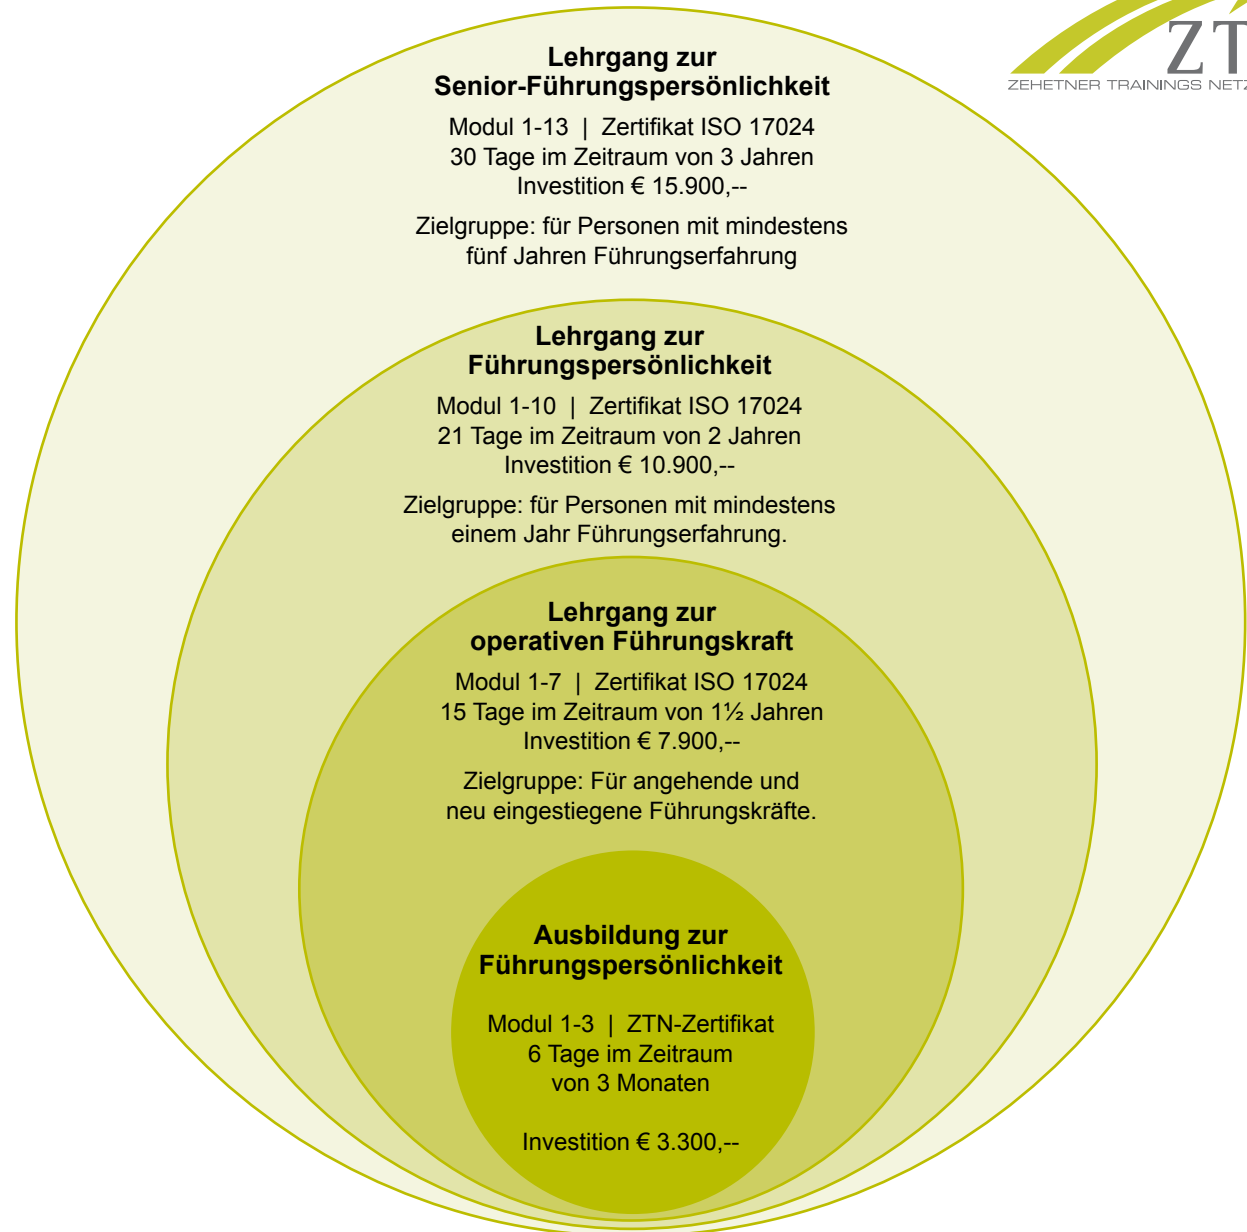 Lehrgang zur
Senior-Führungspersönlichkeit
Modul 1-13 | Zertifikat ISO 17024
30 Tage im Zeitraum von 3 Jahren
Investition € 15.900,--
Zielgruppe: für Personen mit mindestens
fünf Jahren Führungserfahrung
ZT
ZEHETNER TRAININGS
Lehrgang zur
Führungspersönlichkeit
Modul 1-10 | Zertifikat ISO 17024
21 Tage im Zeitraum von 2 Jahren
Investition € 10.900,--
Zielgruppe: für Personen mit mindestens
einem Jahr Führungserfahrung.
Lehrgang zur
operativen Führungskraft
Modul 1-7 | Zertifikat ISO 17024
15 Tage im Zeitraum von 1½ Jahren
Investition € 7.900,--
Zielgruppe: Für angehende und
neu eingestiegene Führungskräfte.
Ausbildung zur
Führungspersönlichkeit
Modul 1-3 | ZTN-Zertifikat
6 Tage im Zeitraum
von 3 Monaten
Investition € 3.300,--